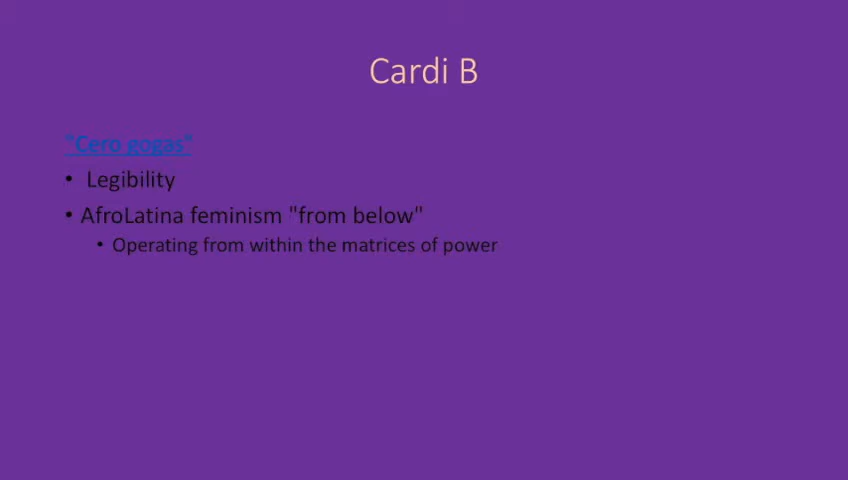 Cardi B
"Cero gogas"
• Legibility
• AfroLatina feminism "from below"
• Operating from within the matrices of power